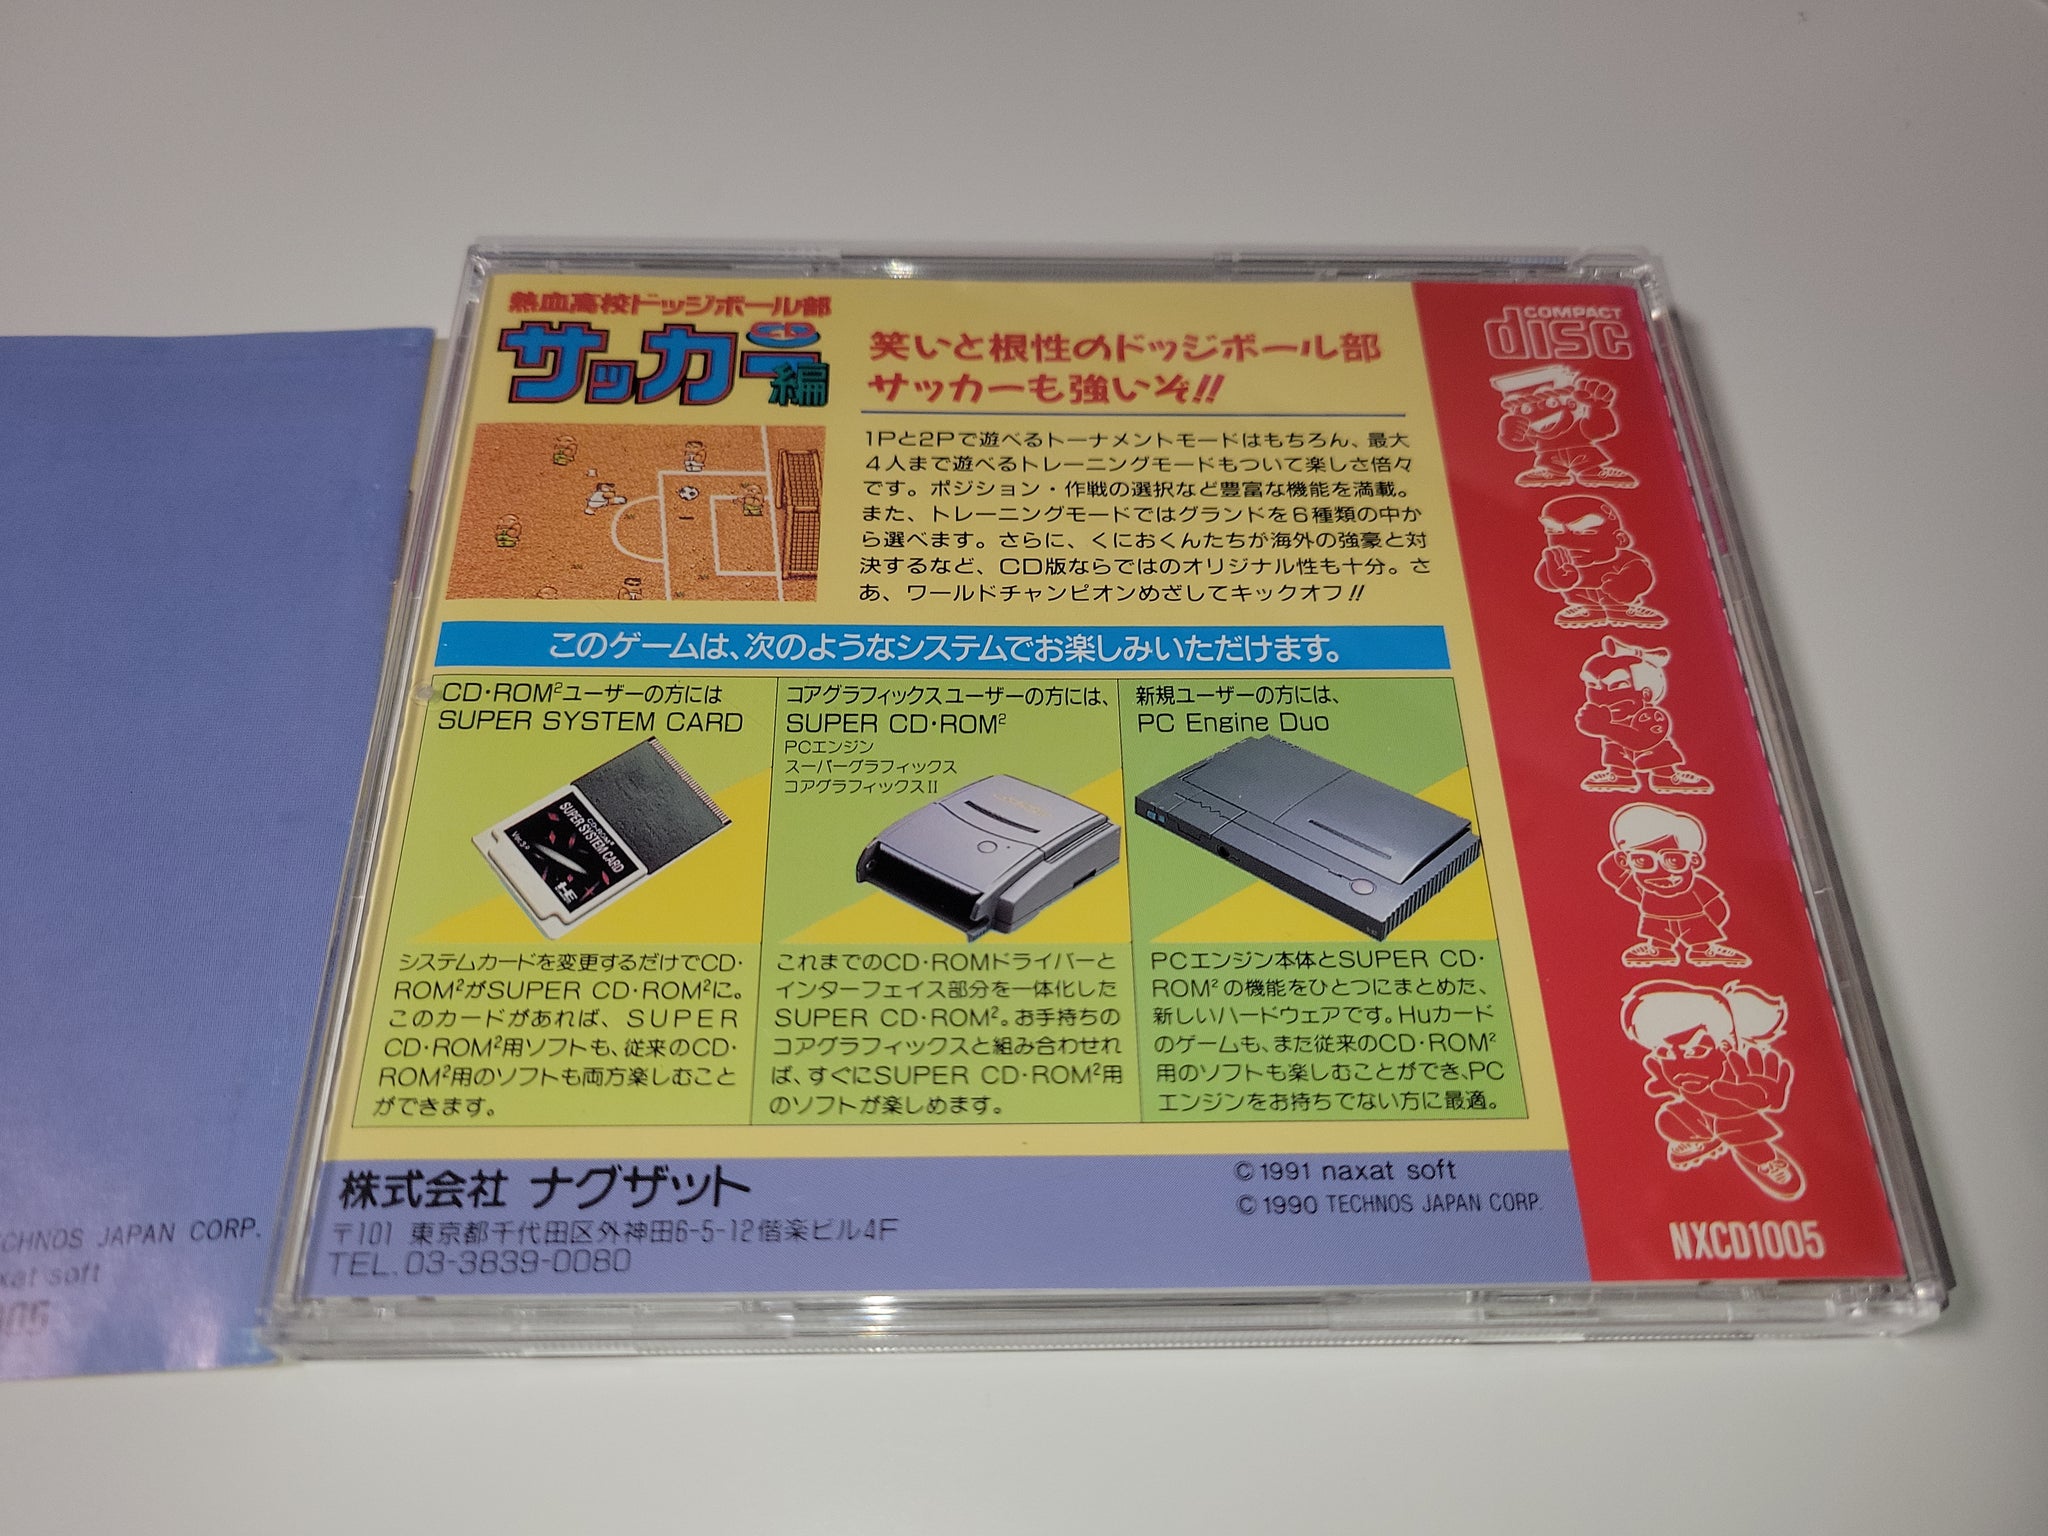 熱血高校ドッジボール部
CD
サッカー編
笑いと根性のドッジボール部
サッカーも強いぞ!!
1Pと2Pで遊べるトーナメントモードはもちろん、最大
4人まで遊べるトレーニングモードもついて楽しさ倍々
です。ポジション・作戦の選択など豊富な機能を満載。
また、トレーニングモードではグランドを6種類の中か
ら選べます。さらに、くにおくんたちが海外の強豪と対
決するなど、CD版ならではのオリジナル性も十分。さ
あ、ワールドチャンピオンめざしてキックオフ!!
このゲームは、次のようなシステムでお楽しみいただけます。
CD・ROM²ユーザーの方には
SUPER SYSTEM CARD
CD-ROM²
SUPER SYSTEM CARD
Ver.3.0
HE
システムカードを変更するだけでCD・
ROM²がSUPER CD・ROM²に。
このカードがあれば、SUPER
CD・ROM²用ソフトも、従来のCD・
ROM²用のソフトも両方楽しむこと
ができます。
コアグラフィックスユーザーの方には、
SUPER CD・ROM²
PCエンジン
スーパーグラフィックス
コアグラフィックスII
これまでのCD・ROMドライバーと
インターフェイス部分を一体化した
SUPER CD・ROM²。お手持ちの
コアグラフィックスと組み合わせれ
ば、すぐにSUPER CD・ROM²用
のソフトが楽しめます。
新規ユーザーの方には、
PC Engine Duo
PCエンジン本体とSUPER CD・
ROM²の機能をひとつにまとめた、
新しいハードウェアです。Huカード
のゲームも、また従来のCD・ROM²
用のソフトも楽しむことができ、PC
エンジンをお持ちでない方に最適。
株式会社 ナグザット
〒101 東京都千代田区外神田6-5-12偕楽ビル4F
TEL.03-3839-0080
©1991 naxat soft
©1990 TECHNOS JAPAN CORP.
COMPACT
disc
NXCD1005
CHNOS JAPAN CORP.
xat soft
005